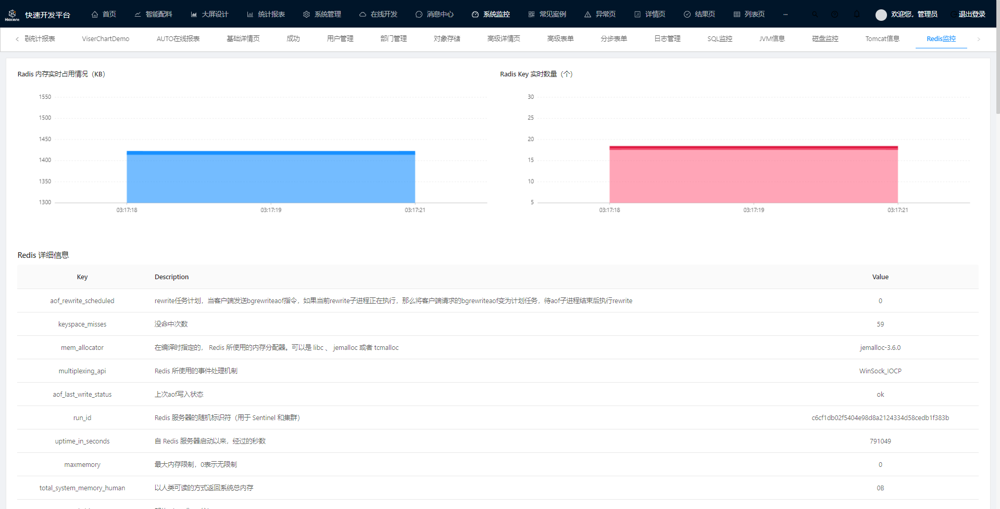 Hiacent
快速开发平台 首页 智能配料 大屏设计 统计报表 系统管理 在线开发 消息中心 系统监控 常见案例 异常页 详情页 结果页 列表页 ··· 欢迎您，管理员 退出登录
统计报表 ViserChartDemo AUTO在线报表 基础详情页 成功 用户管理 部门管理 对象存储 高级详情页 高级表单 分步表单 日志管理 SQL监控 JVM信息 磁盘监控 Tomcat信息 Redis监控
Radis 内存实时占用情况（KB）
1550
1500
1450
1400
1350
1300
03:17:18 03:17:19 03:17:21
Radis Key 实时数量（个）
30
25
20
15
10
5
03:17:18 03:17:19 03:17:21
Redis 详细信息
Key Description Value
aof_rewrite_scheduled rewrite任务计划，当客户端发送bgrewriteaof指令，如果当前rewrite子进程正在执行，那么将客户端请求的bgrewriteaof变为计划任务，待aof子进程结束后执行rewrite 0
keyspace_misses 没命中次数 59
mem_allocator 在编译时指定的， Redis 所使用的内存分配器。可以是 libc 、 jemalloc 或者 tcmalloc jemalloc-3.6.0
multiplexing_api Redis 所使用的事件处理机制 WinSock_IOCP
aof_last_write_status 上次aof写入状态 ok
run_id Redis 服务器的随机标识符（用于 Sentinel 和集群） c6cf1db02f5404e98d8a2124334d58cedb1f383b
uptime_in_seconds 自 Redis 服务器启动以来，经过的秒数 791049
maxmemory 最大内存限制，0表示无限制 0
total_system_memory_human 以人类可读的方式返回系统总内存 0B